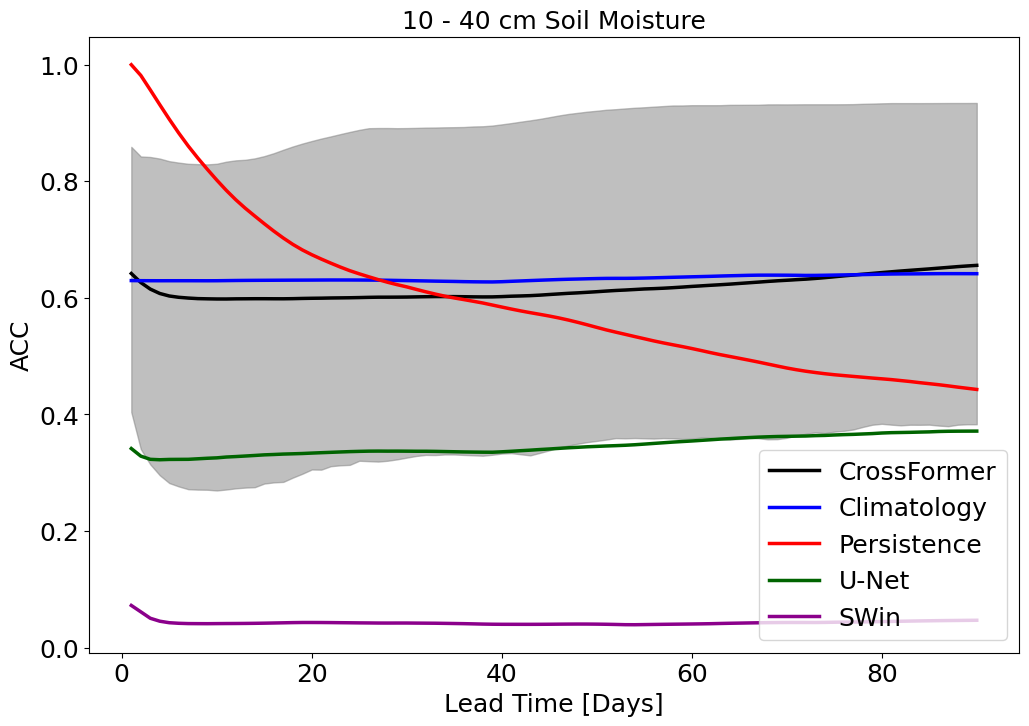 10 - 40 cm Soil Moisture
ACC
1.0
0.8
0.6
0.4
0.2
0.0
0
20
40
60
80
Lead Time [Days]
CrossFormer
Climatology
Persistence
U-Net
SWin